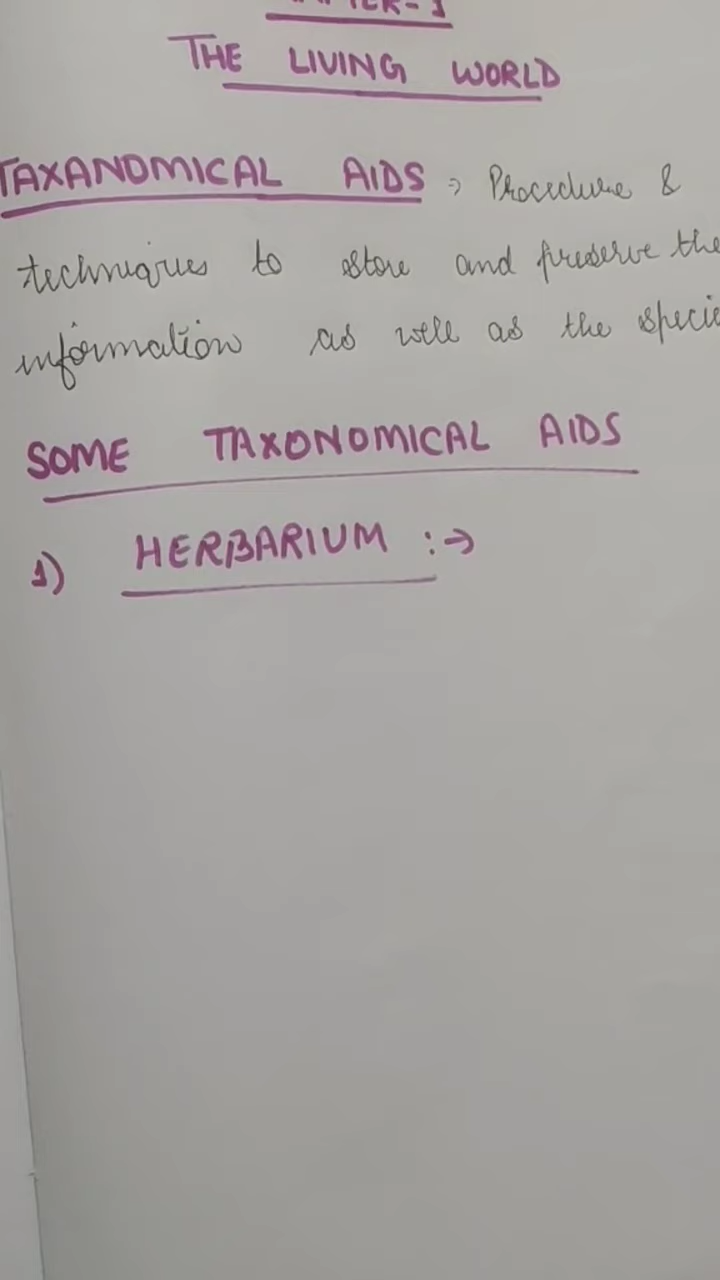 THE LIVING WORLD
TAXANOMICAL AIDS :- Procedure &
techniques to store and preserve the
information as well as the specie
SOME TAXONOMICAL AIDS
1) HERBARIUM :→